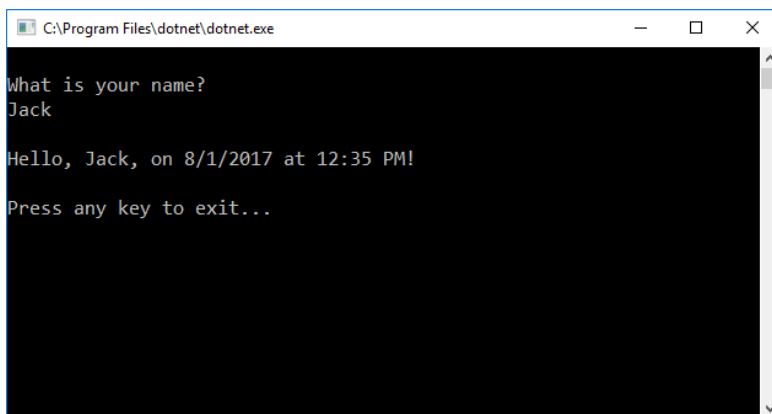 C:\Program Files\dotnet\dotnet.exe
What is your name?
Jack
Hello, Jack, on 8/1/2017 at 12:35 PM!
Press any key to exit...